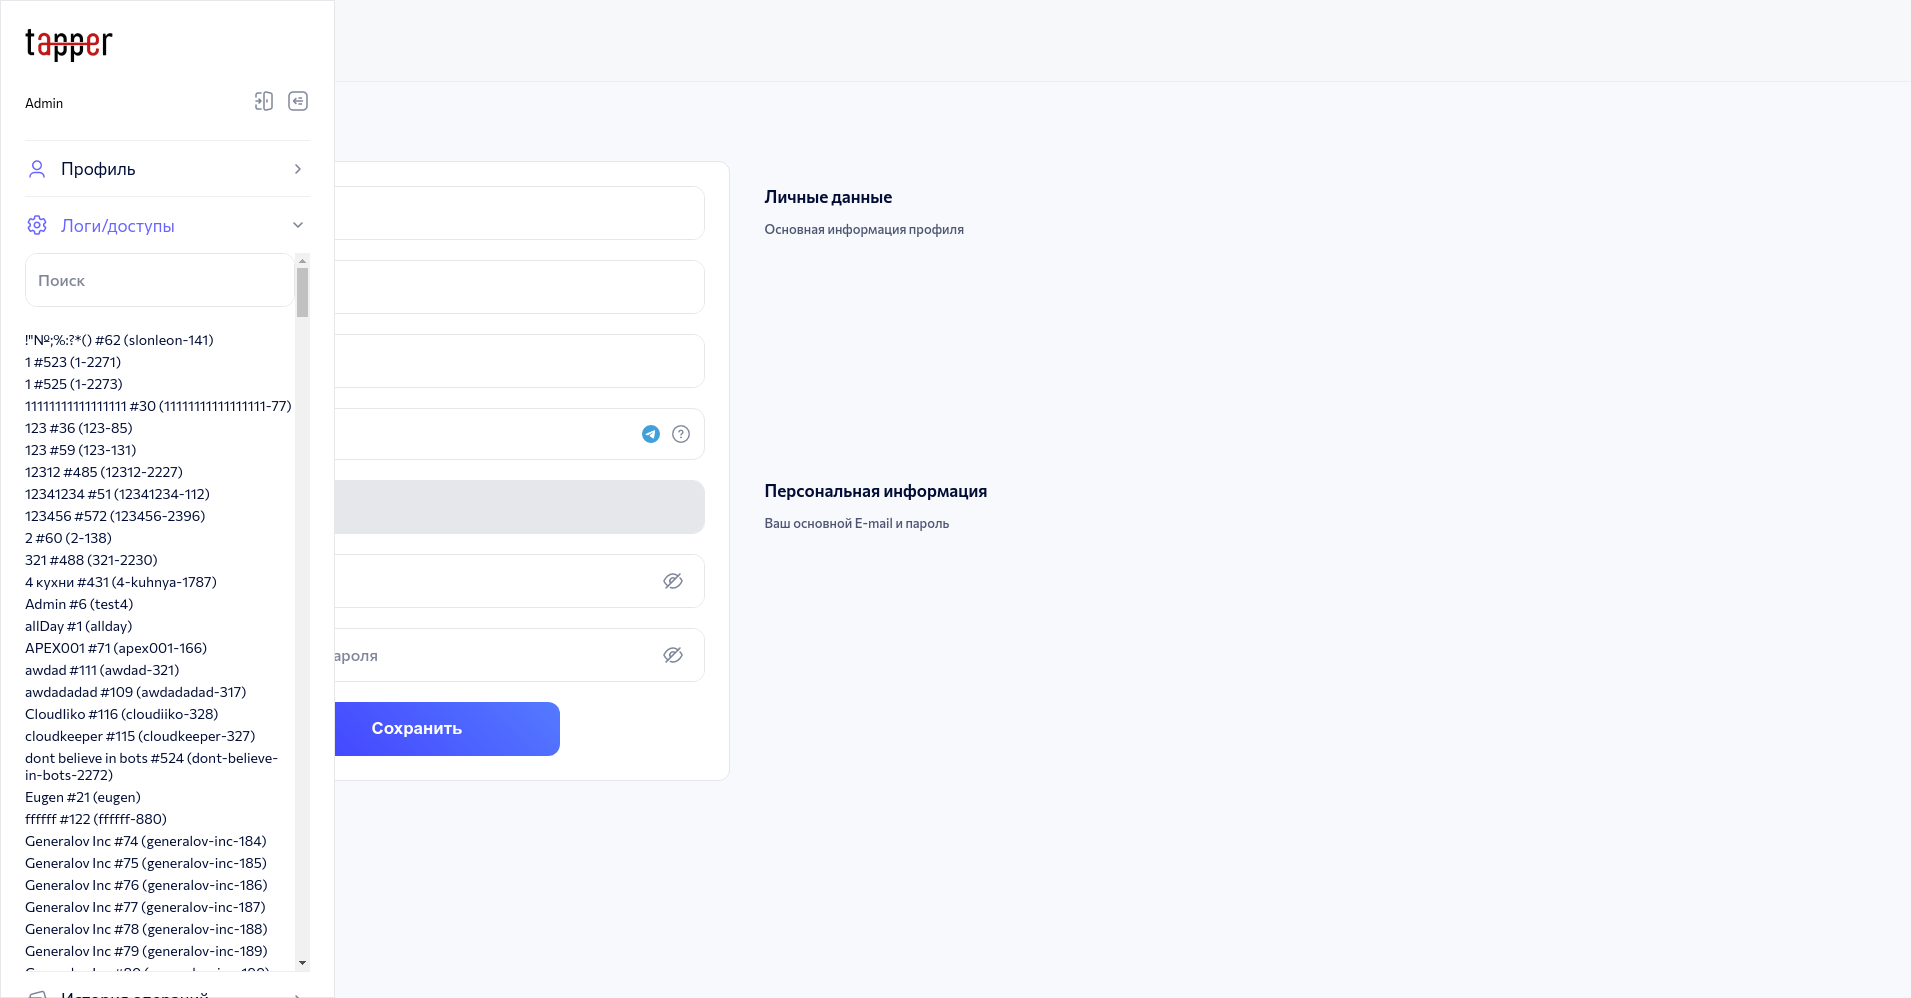 tapper
Admin
Профиль
Логи/доступы
Поиск
!"№;%:?*() #62 (slonleon-141)
1 #523 (1-2271)
1 #525 (1-2273)
11111111111111111 #30 (11111111111111111-77)
123 #36 (123-85)
123 #59 (123-131)
12312 #485 (12312-2227)
12341234 #51 (12341234-112)
123456 #572 (123456-2396)
2 #60 (2-138)
321 #488 (321-2230)
4 кухни #431 (4-kuhnya-1787)
Admin #6 (test4)
allDay #1 (allday)
APEX001 #71 (apex001-166)
awdad #111 (awdad-321)
awdadadad #109 (awdadadad-317)
CloudIiko #116 (cloudiiko-328)
cloudkeeper #115 (cloudkeeper-327)
dont believe in bots #524 (dont-believe-
in-bots-2272)
Eugen #21 (eugen)
ffffff #122 (ffffff-880)
Generalov Inc #74 (generalov-inc-184)
Generalov Inc #75 (generalov-inc-185)
Generalov Inc #76 (generalov-inc-186)
Generalov Inc #77 (generalov-inc-187)
Generalov Inc #78 (generalov-inc-188)
Generalov Inc #79 (generalov-inc-189)
История операций
ароля
Сохранить
Личные данные
Основная информация профиля
Персональная информация
Ваш основной E-mail и пароль